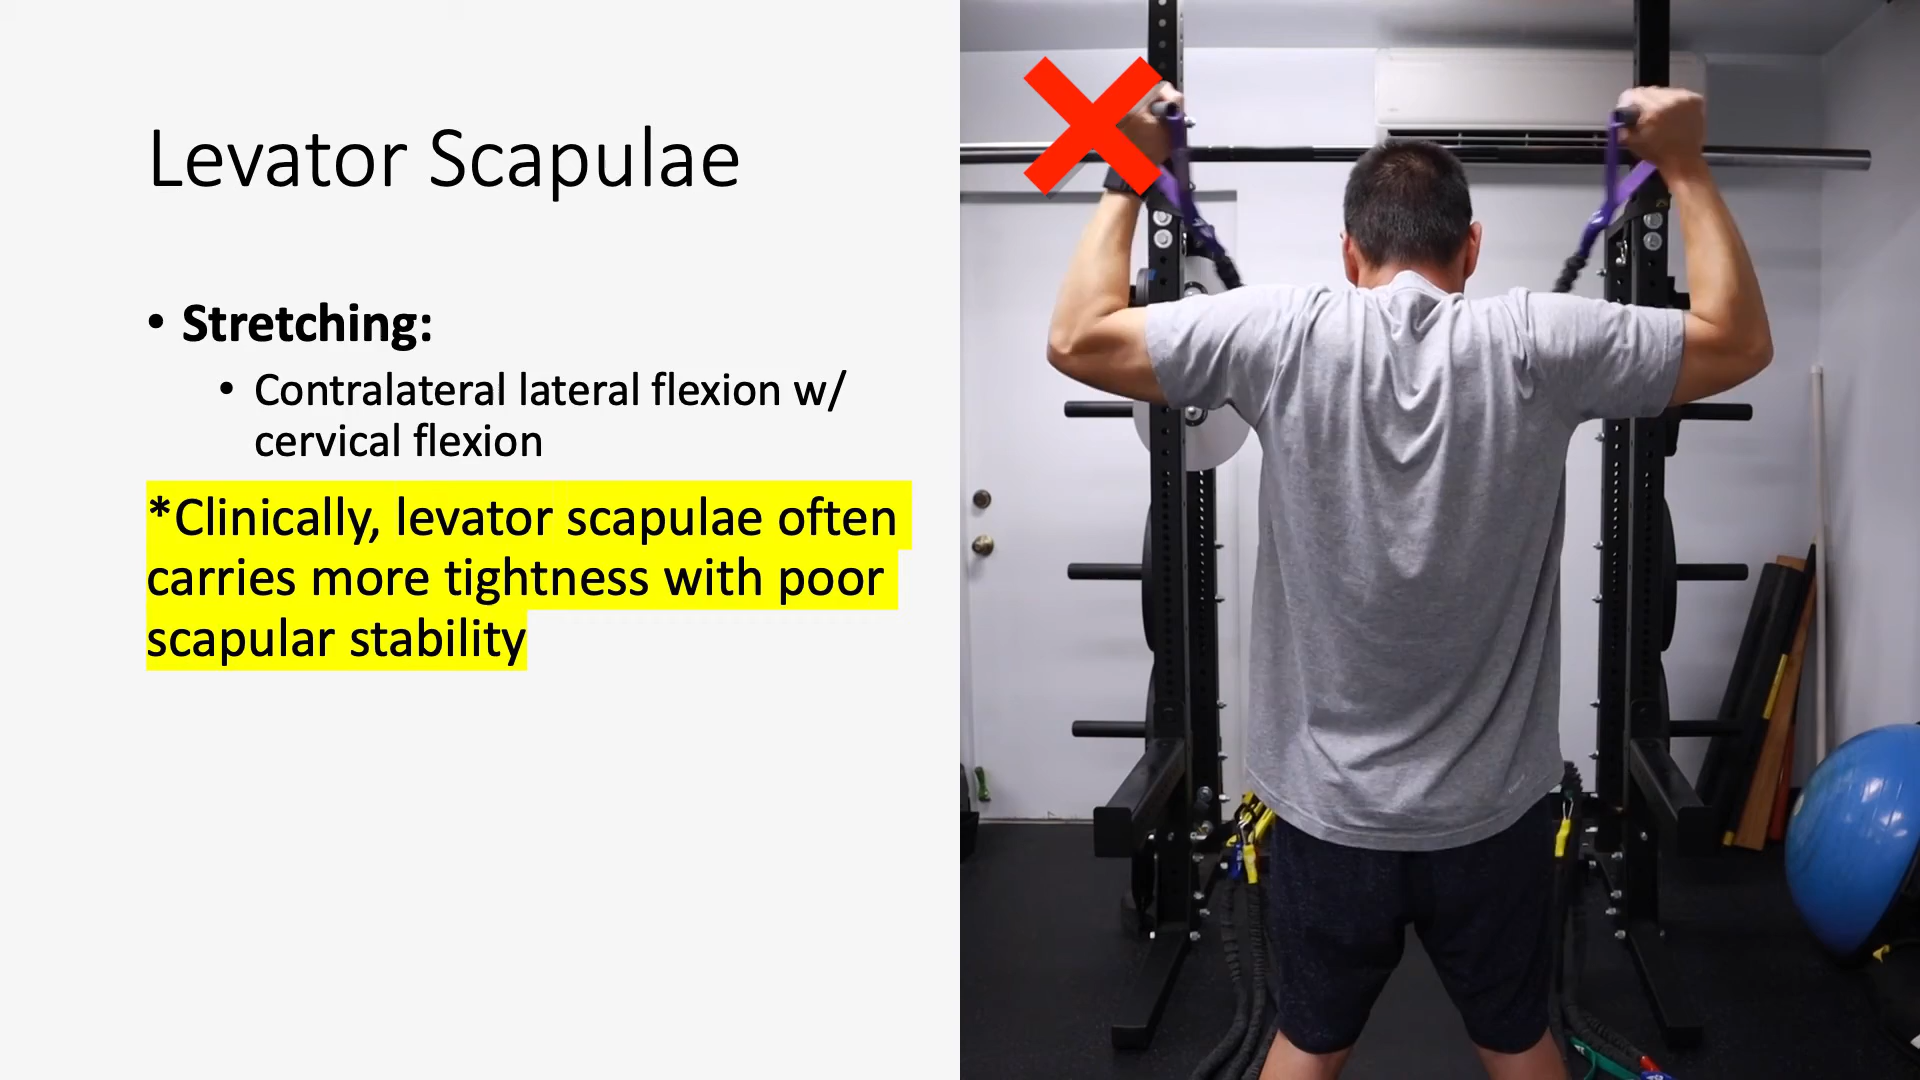 Levator Scapulae
• Stretching:
• Contralateral lateral flexion w/
cervical flexion
*Clinically, levator scapulae often
carries more tightness with poor
scapular stability